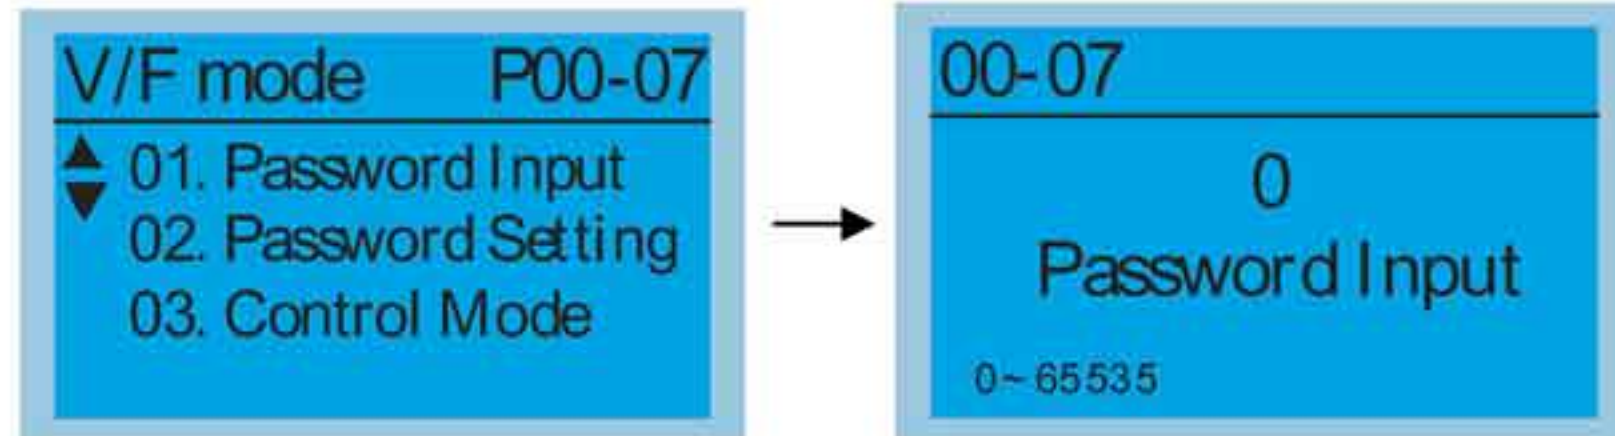 V/F mode P00-07
01. Password Input
02. Password Setting
03. Control Mode
00-07
0
Password Input
0~65535